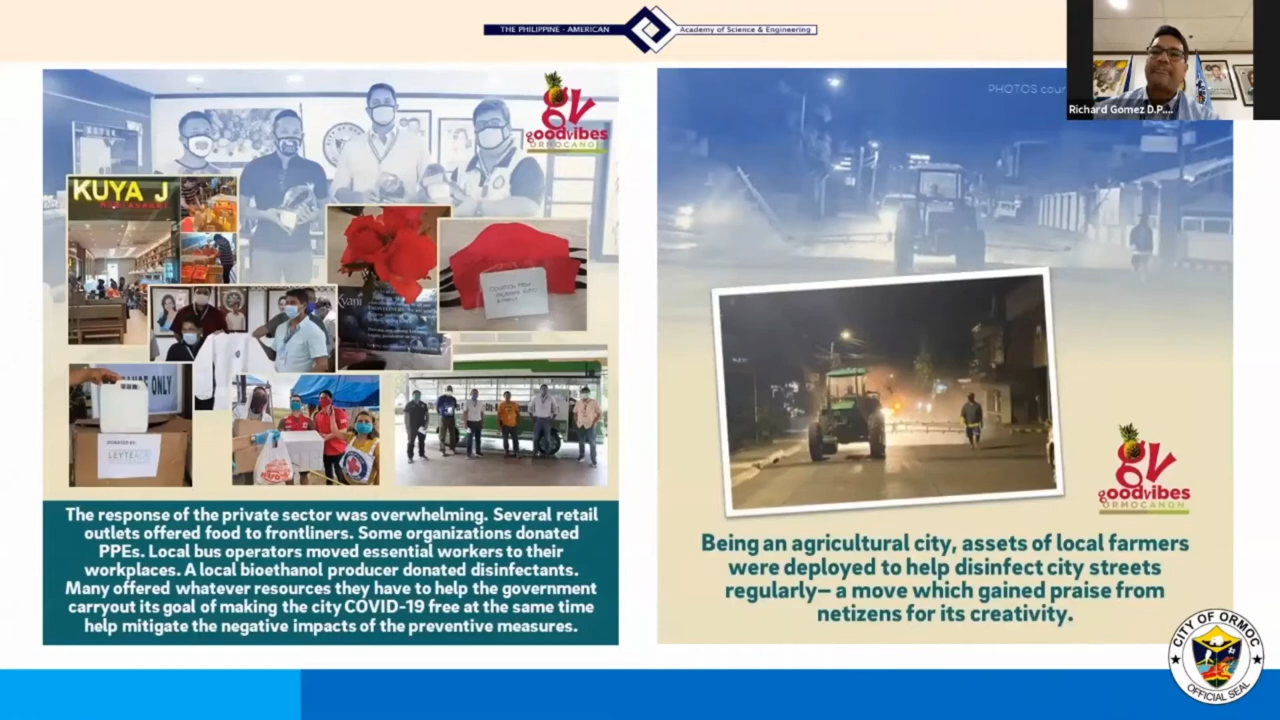 THE PHILIPPINE - AMERICAN
Academy of Science & Engineering
PHOTOS cour
Richard Gomez D.P....
gv
goodvibes
ORMOCANON
KUYA J
RESTAURANT
DONATED BY:
The response of the private sector was overwhelming. Several retail
outlets offered food to frontliners. Some organizations donated
PPEs. Local bus operators moved essential workers to their
workplaces. A local bioethanol producer donated disinfectants.
Many offered whatever resources they have to help the government
carryout its goal of making the city COVID-19 free at the same time
help mitigate the negative impacts of the preventive measures.
gv
goodvibes
ORMOCANON
Being an agricultural city, assets of local farmers
were deployed to help disinfect city streets
regularly— a move which gained praise from
netizens for its creativity.
CITY OF ORMOC
OFFICIAL SEAL